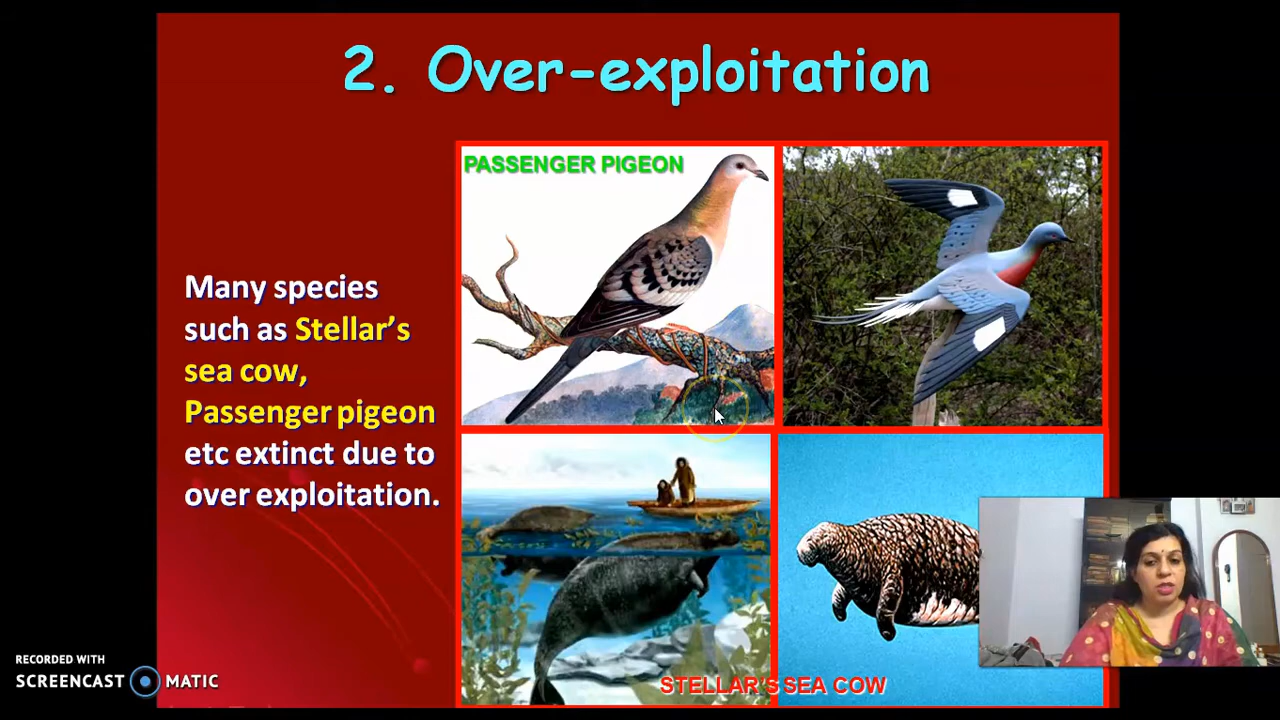 2. Over-exploitation
PASSENGER PIGEON
Many species
such as Stellar's
sea cow,
Passenger pigeon
etc extinct due to
over exploitation.
STELLAR'S SEA COW
RECORDED WITH
SCREENCAST MATIC